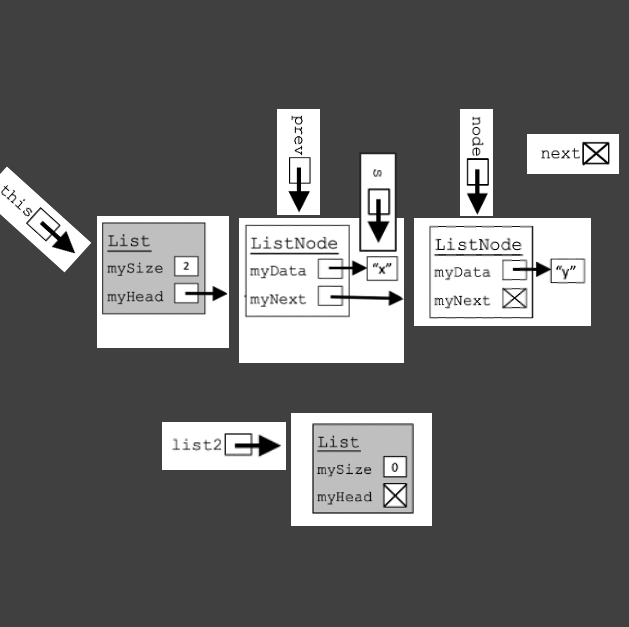 prev
node
next
s
this
List
mySize 2
myHead
ListNode
myData "x"
myNext
ListNode
myData "y"
myNext
list2
List
mySize 0
myHead